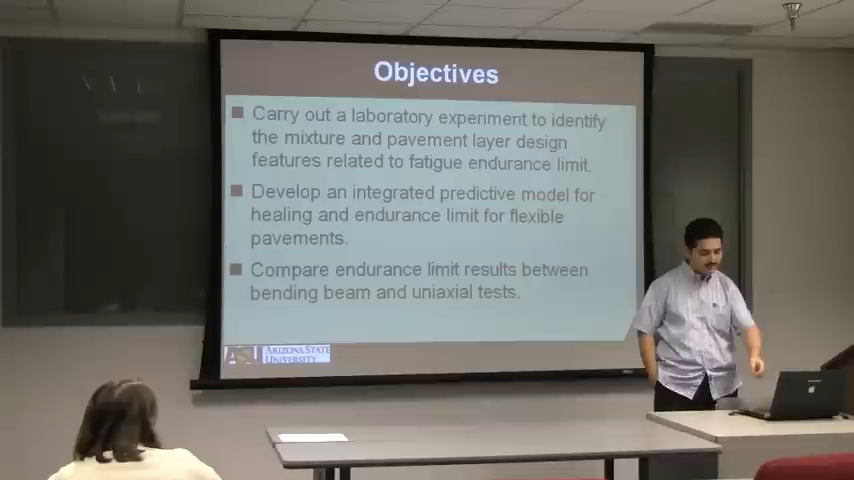 Objectives
Carry out a laboratory experiment to identify
the mixture and pavement layer design
features related to fatigue endurance limit.
Develop an integrated predictive model for
healing and endurance limit for flexible
pavements.
Compare endurance limit results between
bending beam and uniaxial tests.
ASU ARIZONA STATE
UNIVERSITY